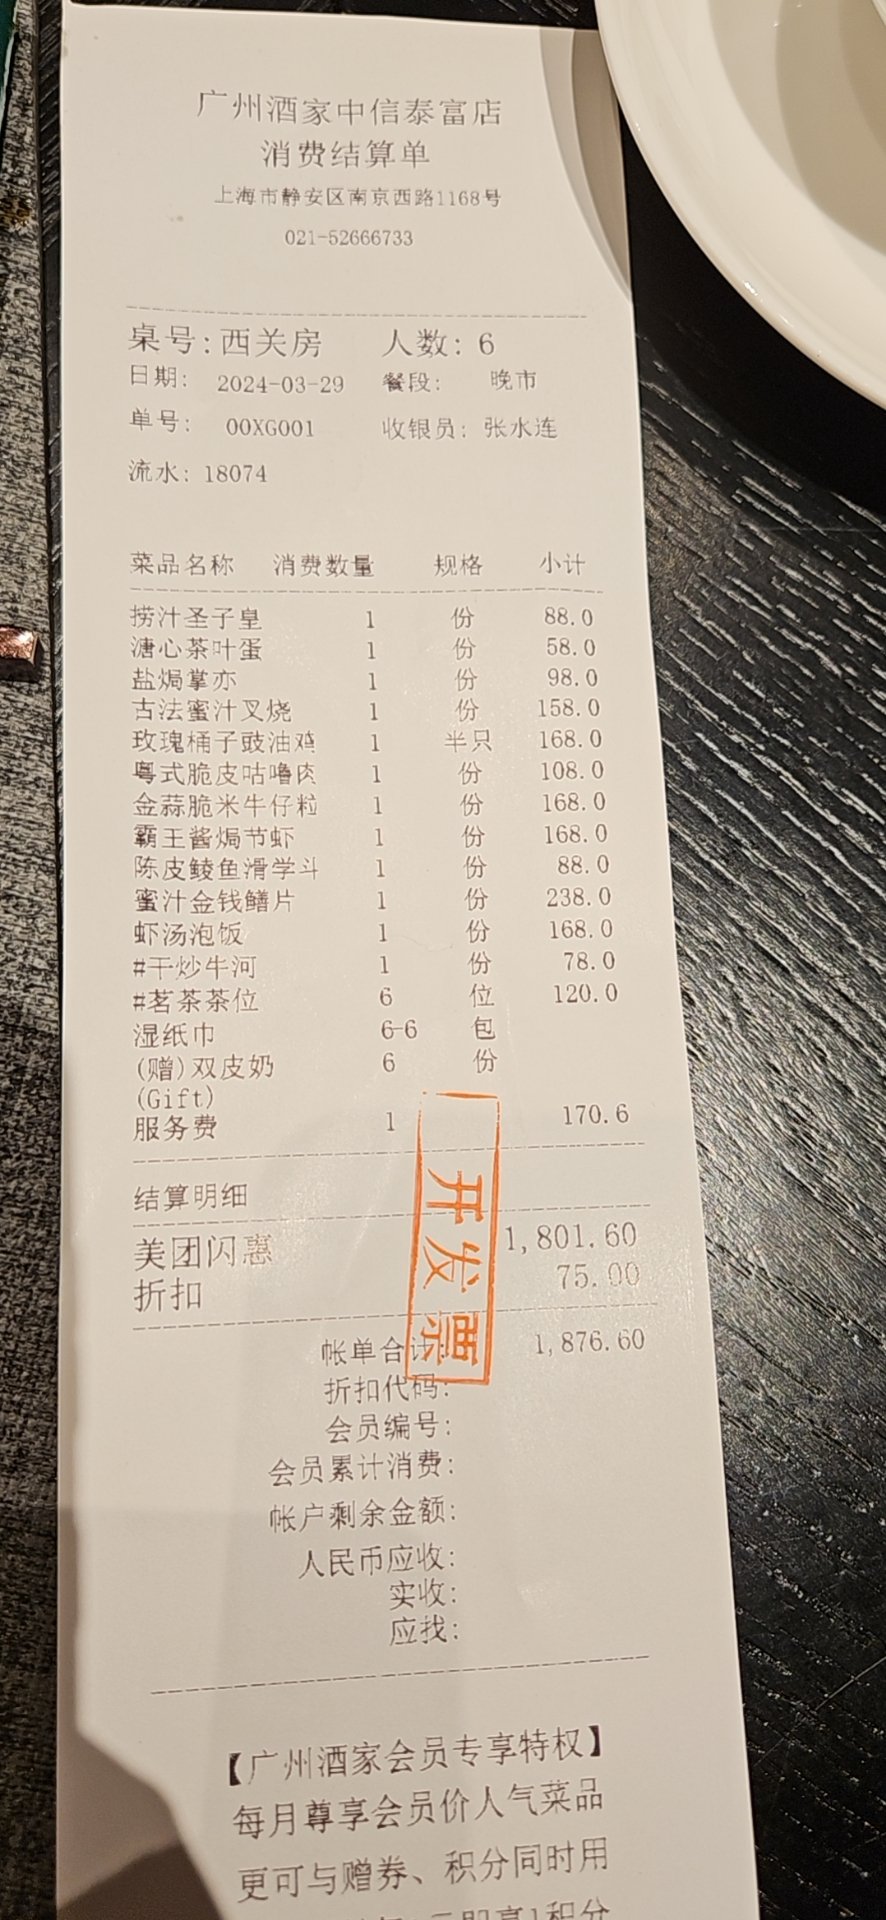 广州酒家中信泰富店
消费结算单
上海市静安区南京西路1168号
021-52666733
桌号:西关房 人数:6
日期: 2024-03-29 餐段: 晚市
单号: 00XG001 收银员: 张水连
流水: 18074
菜品名称 消费数量 规格 小计
捞汁圣子皇 1 份 88.0
溏心茶叶蛋 1 份 58.0
盐焗掌亦 1 份 98.0
古法蜜汁叉烧 1 份 158.0
玫瑰桶子豉油鸡 1 半只 168.0
粤式脆皮咕噜肉 1 份 108.0
金蒜脆米牛仔粒 1 份 168.0
霸王酱焗节虾 1 份 168.0
陈皮鲮鱼滑学斗 1 份 88.0
蜜汁金钱鳝片 1 份 238.0
虾汤泡饭 1 份 168.0
#干炒牛河 1 份 78.0
#茗茶茶位 6 位 120.0
湿纸巾 6-6 包
(赠)双皮奶 6 份
(Gift)
服务费 1 170.6
结算明细
美团闪惠 1,801.60
折扣 75.00
开发票
帐单合计: 1,876.60
折扣代码:
会员编号:
会员累计消费:
帐户剩余金额:
人民币应收:
实收:
应找:
【广州酒家会员专享特权】
每月尊享会员价人气菜品
更可与赠券、积分同时用
元即享1积分